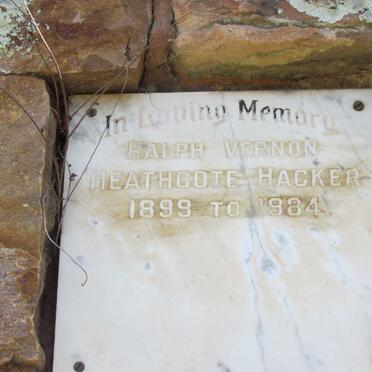 In Loving Memory
RALPH VERNON
HEATHCOTE HACKER
1899 TO 1984.